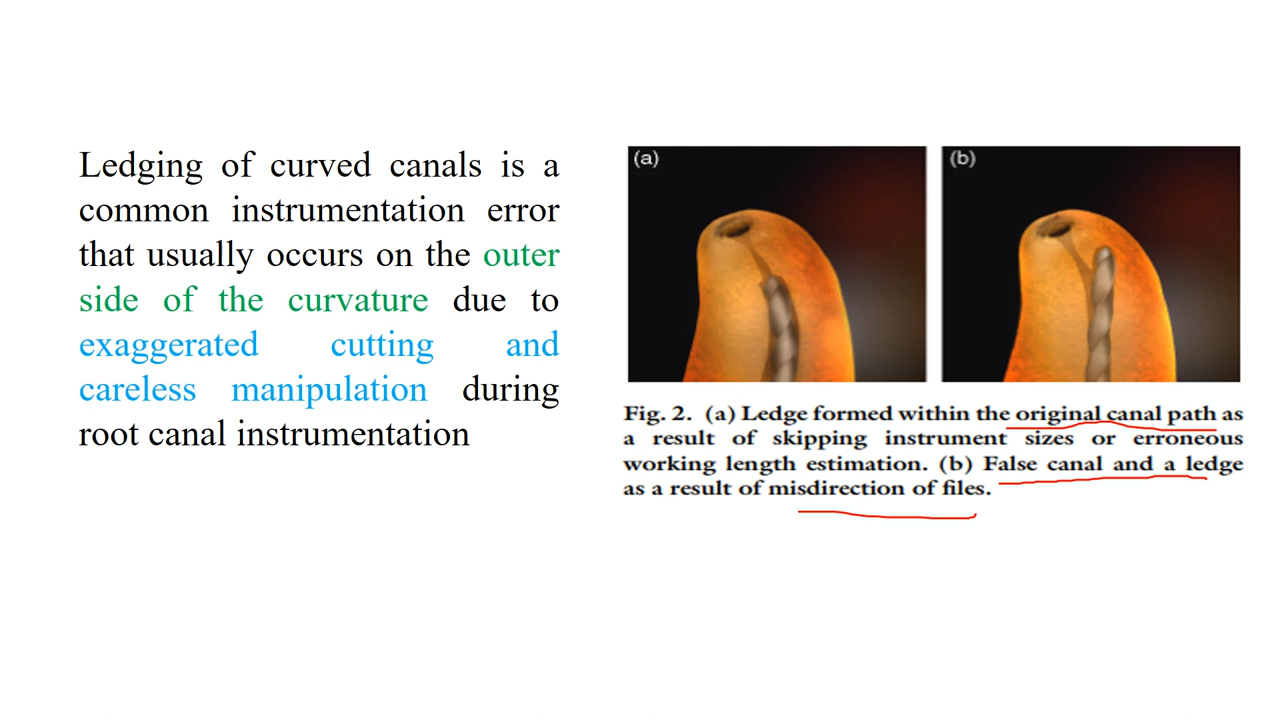 Ledging of curved canals is a
common instrumentation error
that usually occurs on the outer
side of the curvature due to
exaggerated cutting and
careless manipulation during
root canal instrumentation
(a)
(b)
Fig. 2. (a) Ledge formed within the original canal path as
a result of skipping instrument sizes or erroneous
working length estimation. (b) False canal and a ledge
as a result of misdirection of files.